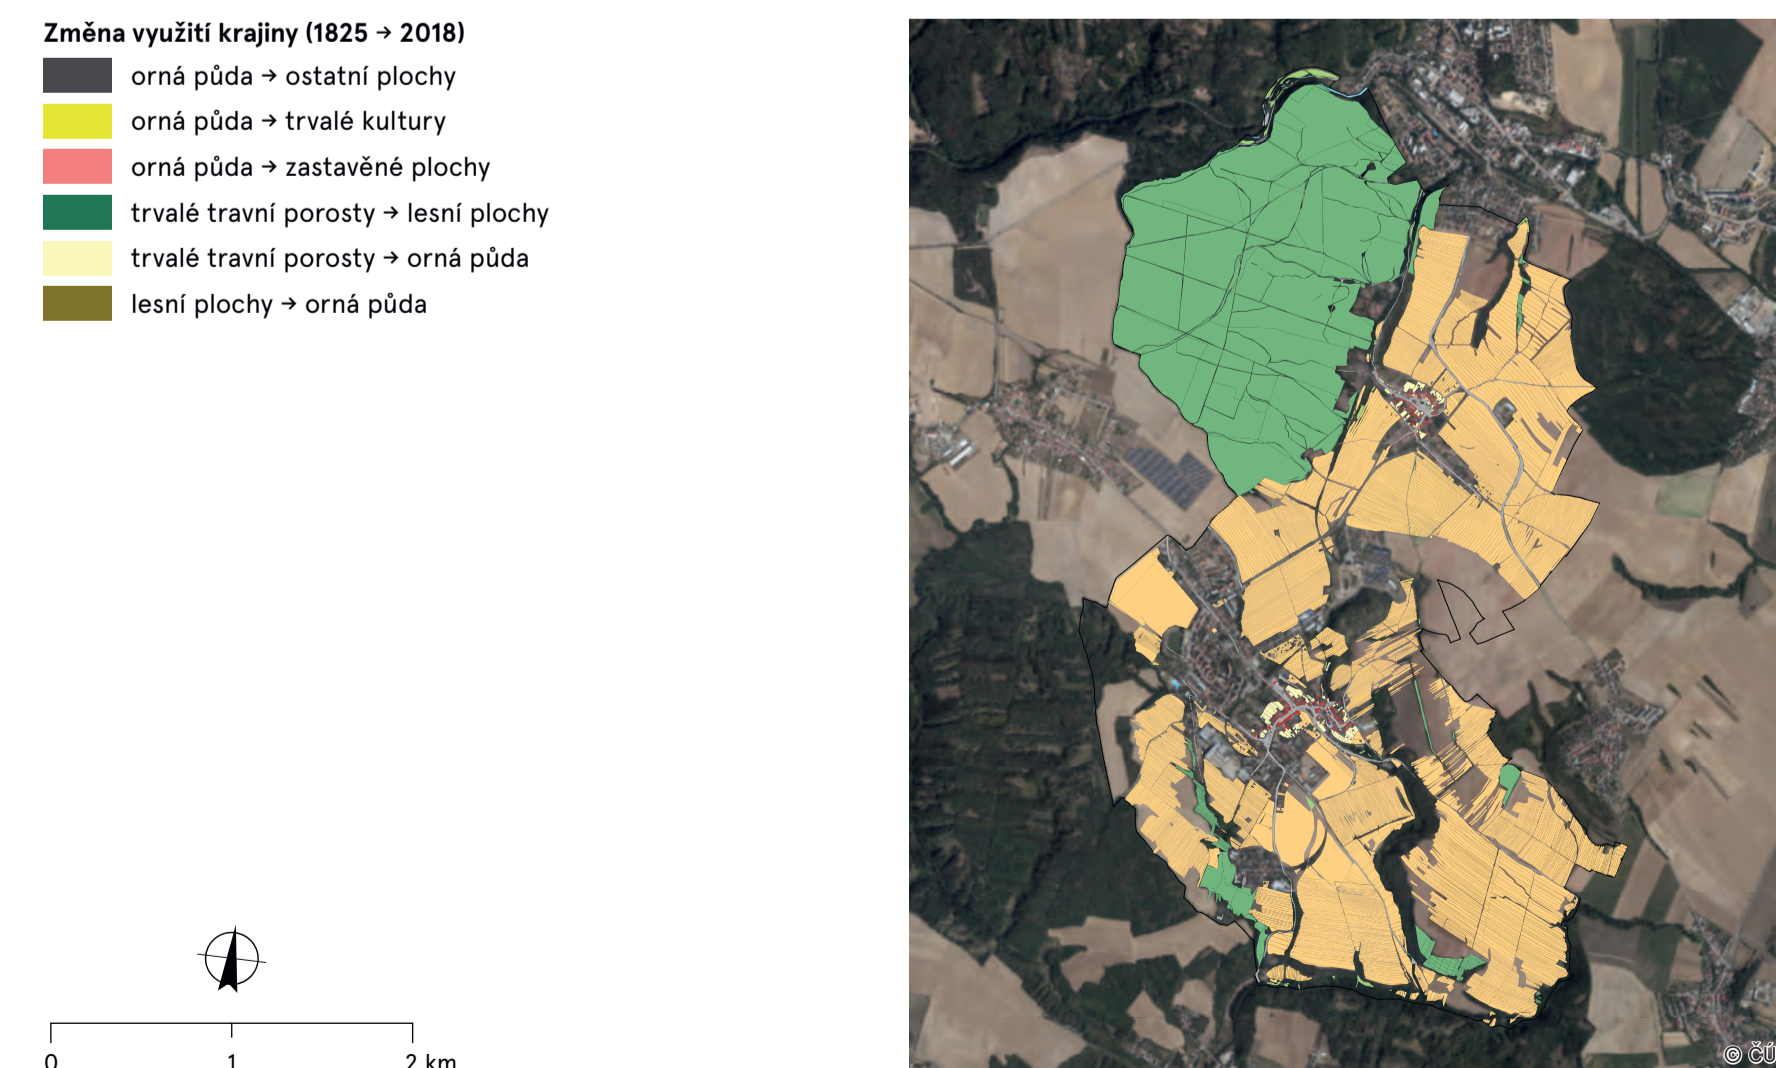 Změna využití krajiny (1825 → 2018)
orná půda → ostatní plochy
orná půda → trvalé kultury
orná půda → zastavěné plochy
trvalé travní porosty → lesní plochy
trvalé travní porosty → orná půda
lesní plochy → orná půda
0 1 2 km
© ČÚ